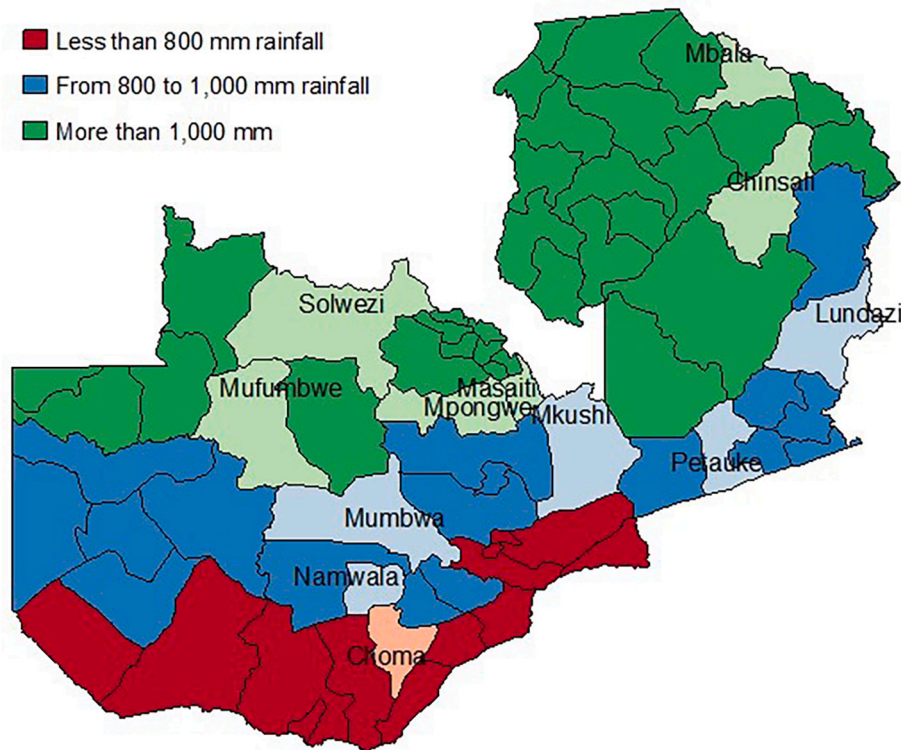 Less than 800 mm rainfall
From 800 to 1,000 mm rainfall
More than 1,000 mm
Mbala
Chinsali
Solwezi
Lundazi
Mufumbwe
Masaiti
Mpongwe
Mkushi
Petauke
Mumbwa
Namwala
Choma